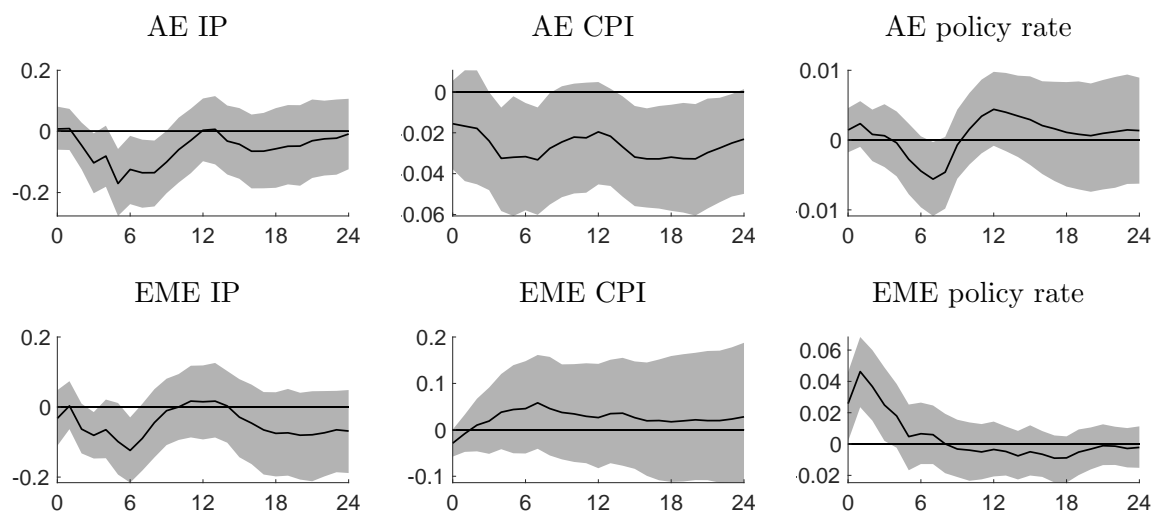 AE IP
AE CPI
AE policy rate
0.2
0
-0.2
0 6 12 18 24
0
-0.02
-0.04
-0.06
0 6 12 18 24
0.01
0
-0.01
0 6 12 18 24
EME IP
EME CPI
EME policy rate
0.2
0
-0.2
0 6 12 18 24
0.2
0.1
0
-0.1
0 6 12 18 24
0.06
0.04
0.02
0
-0.02
0 6 12 18 24